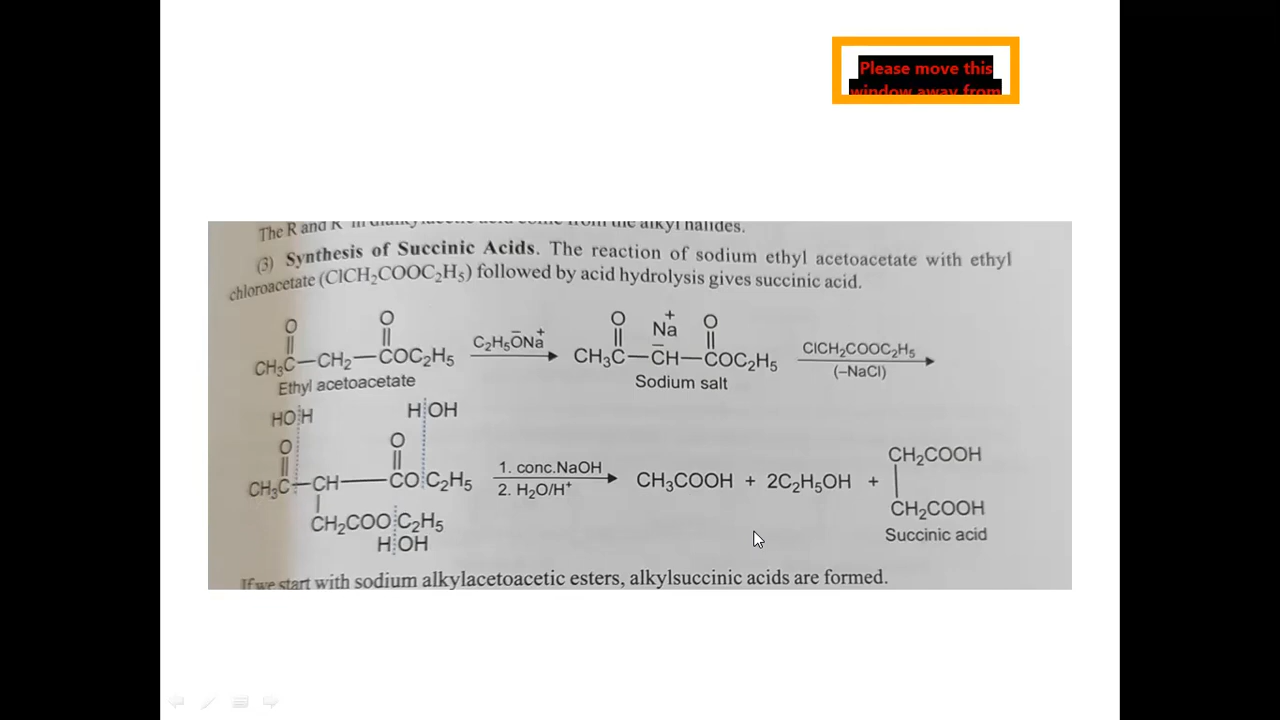 Please move this
window away from
The R and R in dialkylacetic acid come from the alkyl halides.
(3) Synthesis of Succinic Acids. The reaction of sodium ethyl acetoacetate with ethyl
chloroacetate (ClCH₂COOC₂H₅) followed by acid hydrolysis gives succinic acid.
O O O Na⁺ O
CH₃C—CH₂—COC₂H₅ C₂H₅ŌNa⁺ CH₃C—C̄H—COC₂H₅ ClCH₂COOC₂H₅
(–NaCl)
Ethyl acetoacetate Sodium salt
HO H H OH
O O
CH₃C—CH—CO C₂H₅ 1. conc.NaOH CH₃COOH + 2C₂H₅OH + CH₂COOH
2. H₂O/H⁺
CH₂COO C₂H₅ CH₂COOH
H OH Succinic acid
If we start with sodium alkylacetoacetic esters, alkylsuccinic acids are formed.